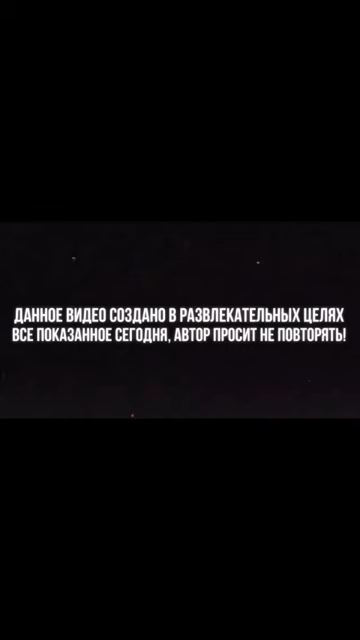 ДАННОЕ ВИДЕО СОЗДАНО В РАЗВЛЕКАТЕЛЬНЫХ ЦЕЛЯХ
ВСЕ ПОКАЗАННОЕ СЕГОДНЯ, АВТОР ПРОСИТ НЕ ПОВТОРЯТЬ!